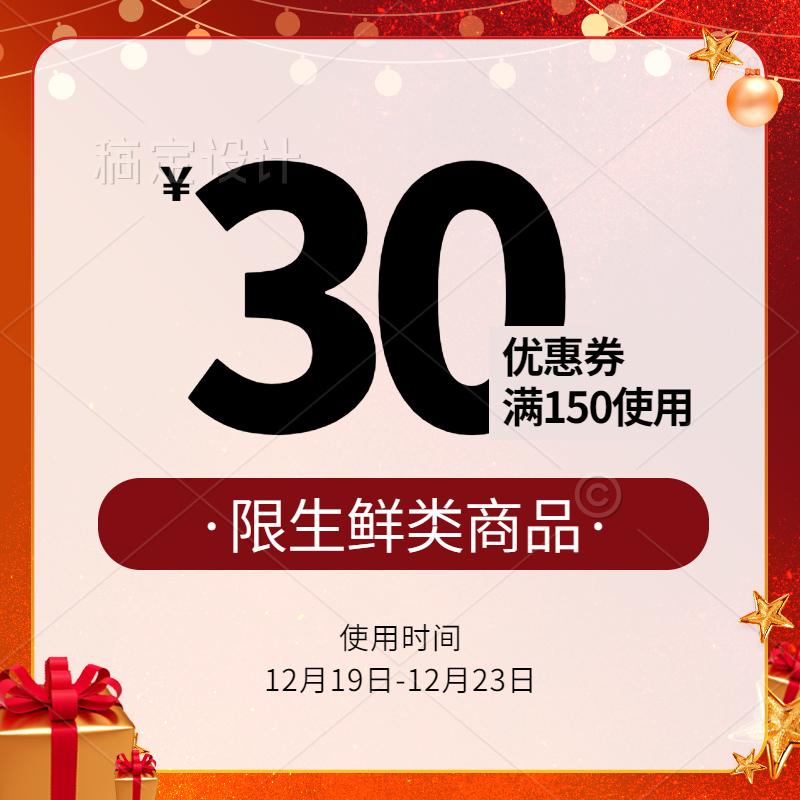 稿定设计
¥30
优惠券
满150使用
·限生鲜类商品·
使用时间
12月19日-12月23日